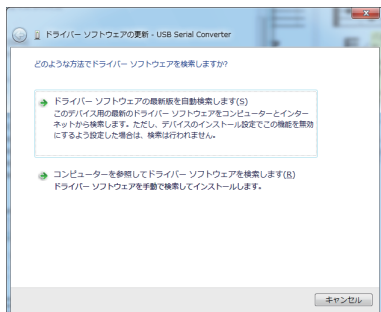 ドライバー ソフトウェアの更新 - USB Serial Converter
どのような方法でドライバー ソフトウェアを検索しますか?
ドライバー ソフトウェアの最新版を自動検索します(S)
このデバイス用の最新のドライバー ソフトウェアをコンピューターとインター
ネットから検索します。ただし、デバイスのインストール設定でこの機能を無効
にするよう設定した場合は、検索は行われません。
コンピューターを参照してドライバー ソフトウェアを検索します(R)
ドライバー ソフトウェアを手動で検索してインストールします。
キャンセル